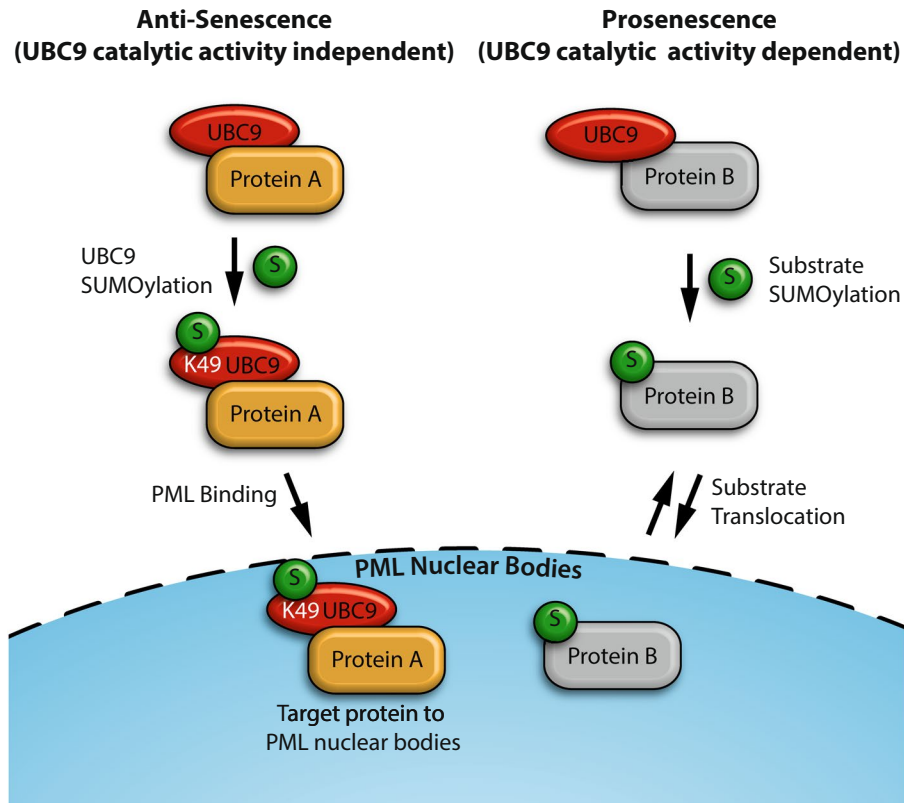 Anti-Senescence
(UBC9 catalytic activity independent)
Prosenescence
(UBC9 catalytic activity dependent)
UBC9
Protein A
UBC9
SUMOylation
S
S
K49 UBC9
Protein A
PML Binding
UBC9
Protein B
S
Substrate
SUMOylation
S
Protein B
Substrate
Translocation
PML Nuclear Bodies
S
K49 UBC9
Protein A
Target protein to
PML nuclear bodies
S
Protein B